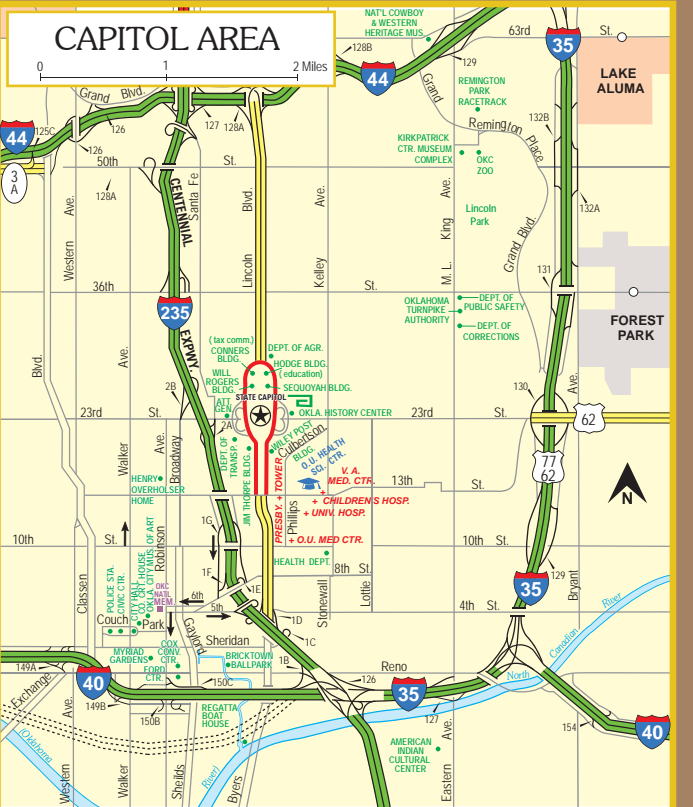 CAPITOL AREA
0 1 2 Miles
NAT'L COWBOY
& WESTERN
HERITAGE MUS.
63rd St.
35
128B
129
44
Grand
LAKE
ALUMA
REMINGTON
PARK
RACETRACK
Grand Blvd.
127
128A
132B
Remington Place
44
125C
126
126
KIRKPATRICK
CTR. MUSEUM
COMPLEX
OKC
ZOO
50th St.
3
A
128A
CENTENNIAL
Santa Fe
Western Ave.
Lincoln Blvd.
Kelley Ave.
M. L. King Ave.
Lincoln
Park
132A
Grand Blvd.
131
36th St.
235
EXPWY.
OKLAHOMA
TURNPIKE
AUTHORITY
DEPT. OF
PUBLIC SAFETY
DEPT. OF
CORRECTIONS
FOREST
PARK
(tax comm.)
CONNERS
BLDG.
DEPT. OF AGR.
HODGE BLDG.
(education)
WILL
ROGERS
BLDG.
SEQUOYAH BLDG.
STATE CAPITOL
Blvd.
Ave.
2B
130
Ave.
ATT
GEN.
OKLA. HISTORY CENTER
23rd St.
23rd St.
62
2A
DEPT. OF
TRANSP.
JIM THORPE BLDG.
WILEY POST
BLDG.
Culbertson
O.U. HEALTH
SCI. CTR.
Walker
Ave.
Broadway
77
62
HENRY
OVERHOLSER
HOME
PRESBY. + TOWER
V. A.
MED. CTR.
+
+ CHILDREN'S HOSP.
+ UNIV. HOSP.
13th St.
N
Phillips
1G
10th St.
+ O.U. MED CTR.
10th St.
Robinson
HEALTH DEPT.
8th St.
1F
129
Classen
POLICE STA.
CIVIC CTR.
CITY HALL
CRT. HOUSE
OKLA. CITY MUS. OF ART
OKC
NAT'L
MEM.
6th
5th
1E
Stonewall
Lottie
35
Bryant
4th St.
Couch
Park
1D
Gaylord
Sheridan
1C
Canadian River
MYRIAD
GARDENS
COX
CONV.
CTR.
FORD
CTR.
BRICKTOWN
BALLPARK
1B
Reno
North
149A
40
150C
126
35
Exchange
149B
150B
REGATTA
BOAT
HOUSE
127
154
40
Ave.
(Oklahoma
River)
AMERICAN
INDIAN
CULTURAL
CENTER
Western
Walker
Sheilds
Byers
Eastern Ave.